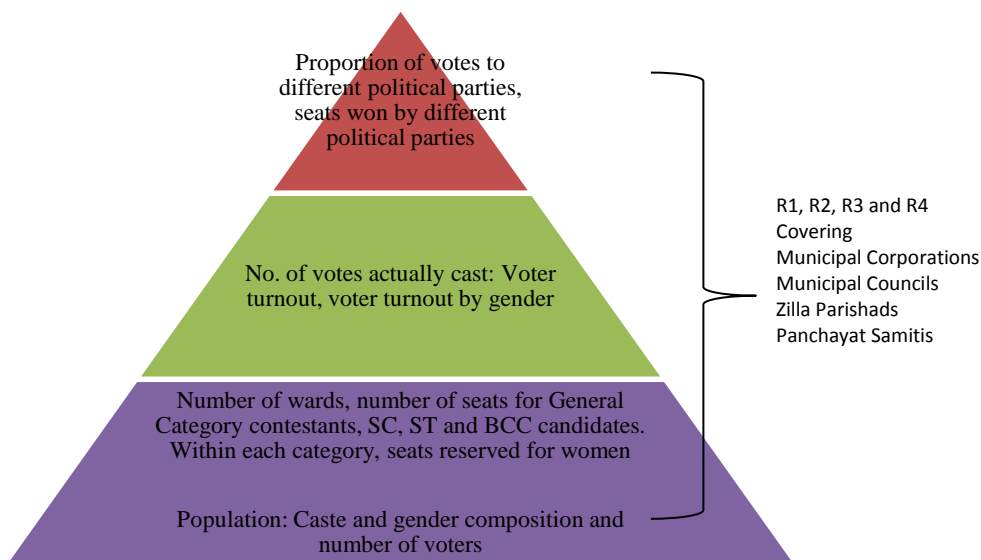 Proportion of votes to
different political parties,
seats won by different
political parties
No. of votes actually cast: Voter
turnout, voter turnout by gender
Number of wards, number of seats for General
Category contestants, SC, ST and BCC candidates.
Within each category, seats reserved for women
Population: Caste and gender composition and
number of voters
R1, R2, R3 and R4
Covering
Municipal Corporations
Municipal Councils
Zilla Parishads
Panchayat Samitis